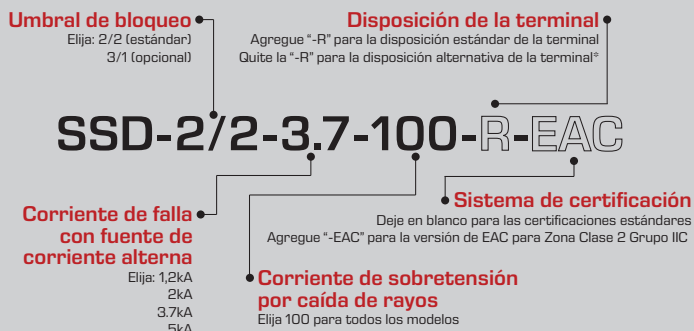 Umbral de bloqueo
Elija: 2/2 (estándar)
3/1 (opcional)
Disposición de la terminal
Agregue "-R" para la disposición estándar de la terminal
Quite la "-R" para la disposición alternativa de la terminal*
SSD-2/2-3.7-100-R-EAC
Corriente de falla
con fuente de
corriente alterna
Elija: 1,2kA
2kA
3.7kA
5kA
Corriente de sobretensión
por caída de rayos
Elija 100 para todos los modelos
Sistema de certificación
Deje en blanco para las certificaciones estándares
Agregue "-EAC" para la versión de EAC para Zona Clase 2 Grupo IIC